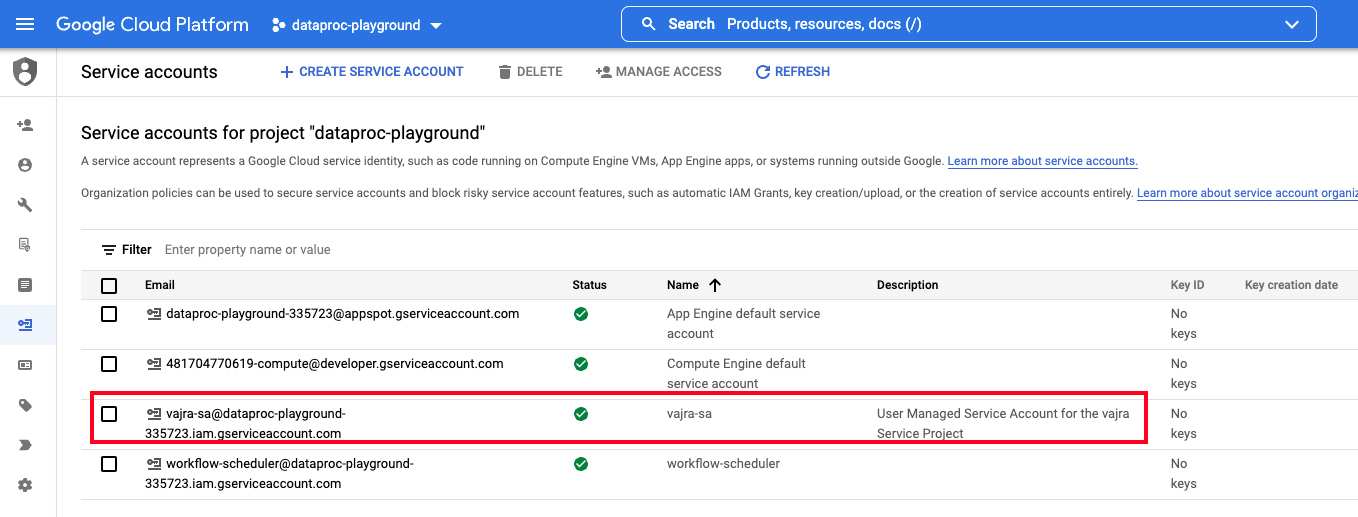 Google Cloud Platform dataproc-playground Search Products, resources, docs (/)
Service accounts CREATE SERVICE ACCOUNT DELETE MANAGE ACCESS REFRESH
Service accounts for project "dataproc-playground"
A service account represents a Google Cloud service identity, such as code running on Compute Engine VMs, App Engine apps, or systems running outside Google. Learn more about service accounts.
Organization policies can be used to secure service accounts and block risky service account features, such as automatic IAM Grants, key creation/upload, or the creation of service accounts entirely. Learn more about service account organiz
Filter Enter property name or value
Email Status Name Description Key ID Key creation date
dataproc-playground-335723@appspot.gserviceaccount.com App Engine default service No
account keys
481704770619-compute@developer.gserviceaccount.com Compute Engine default No
service account keys
vajra-sa@dataproc-playground- vajra-sa User Managed Service Account for the vajra No
335723.iam.gserviceaccount.com Service Project keys
workflow-scheduler@dataproc-playground- workflow-scheduler No
335723.iam.gserviceaccount.com keys